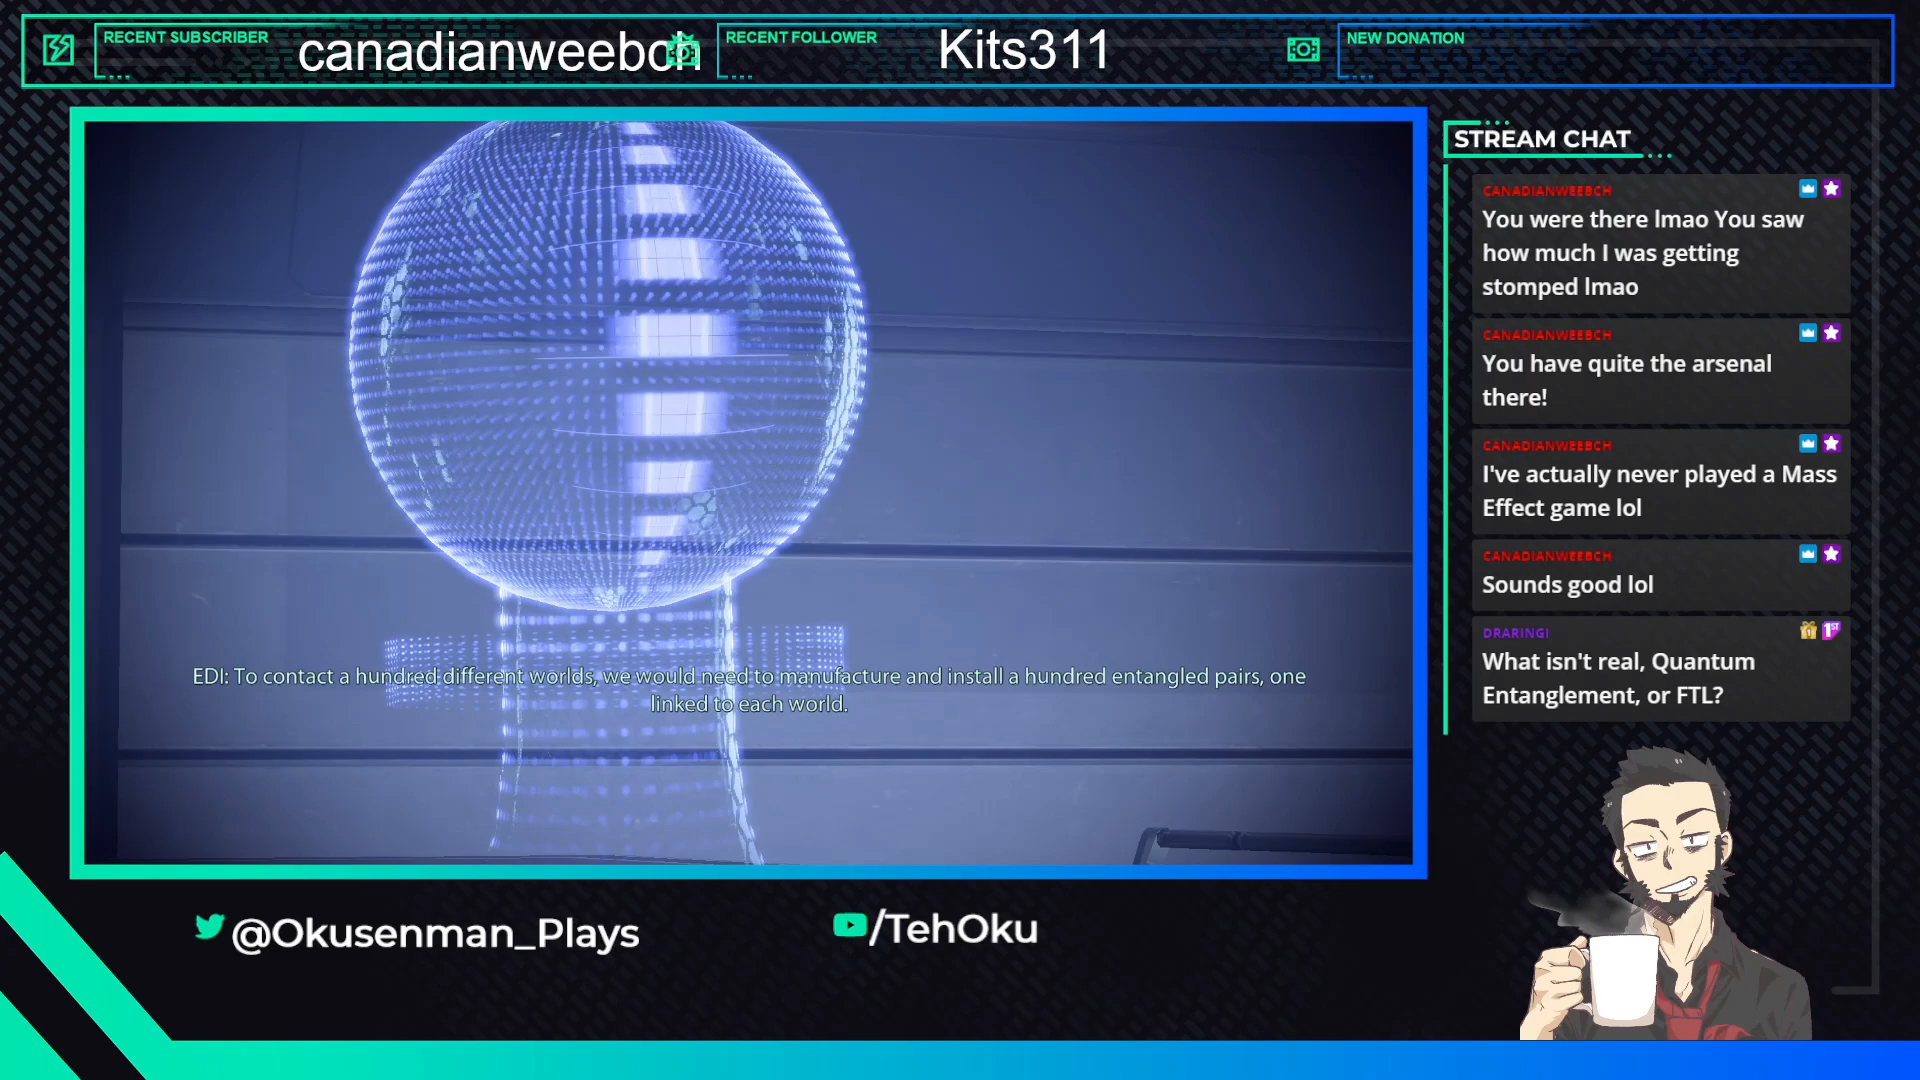 RECENT SUBSCRIBER
canadianweebch
RECENT FOLLOWER
Kits311
NEW DONATION
STREAM CHAT
CANADIANWEEBCH
You were there lmao You saw
how much I was getting
stomped lmao
CANADIANWEEBCH
You have quite the arsenal
there!
CANADIANWEEBCH
I've actually never played a Mass
Effect game lol
CANADIANWEEBCH
Sounds good lol
DRARINGI
1ST
What isn't real, Quantum
Entanglement, or FTL?
EDI: To contact a hundred different worlds, we would need to manufacture and install a hundred entangled pairs, one
linked to each world.
@Okusenman_Plays
/TehOku